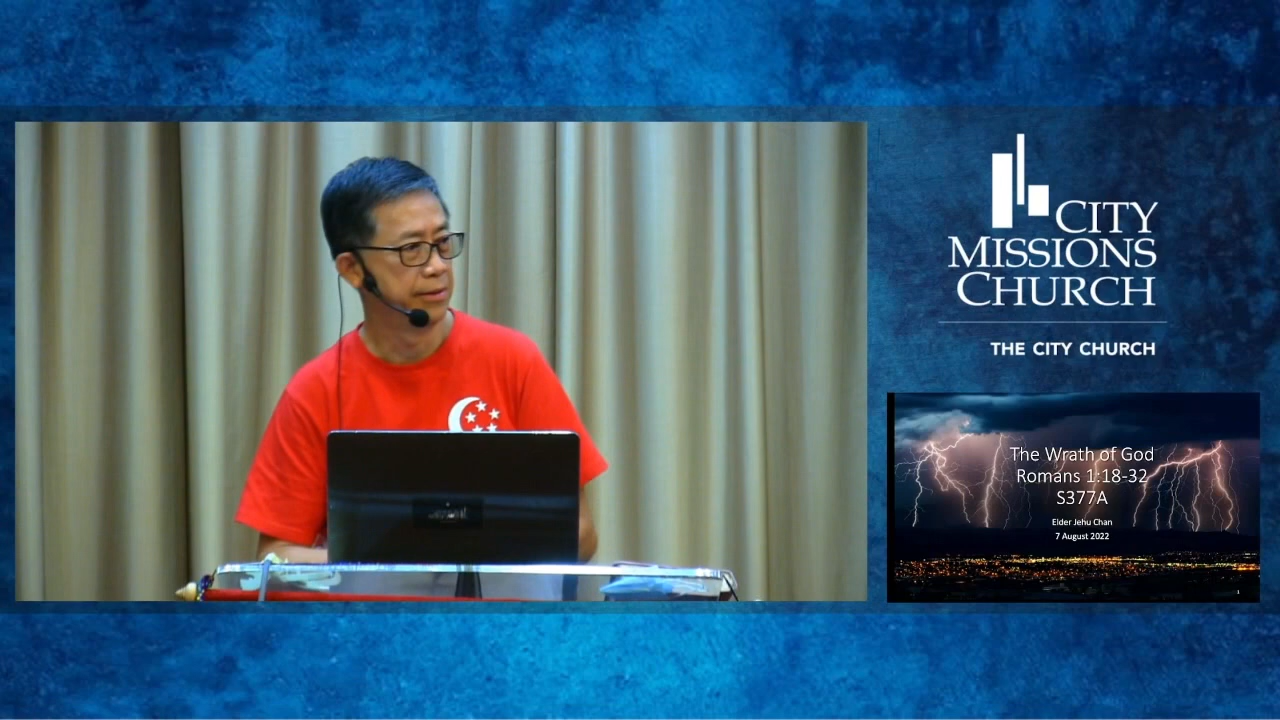 CITY
MISSIONS
CHURCH
THE CITY CHURCH
The Wrath of God
Romans 1:18-32
S377A
Elder Jehu Chan
7 August 2022